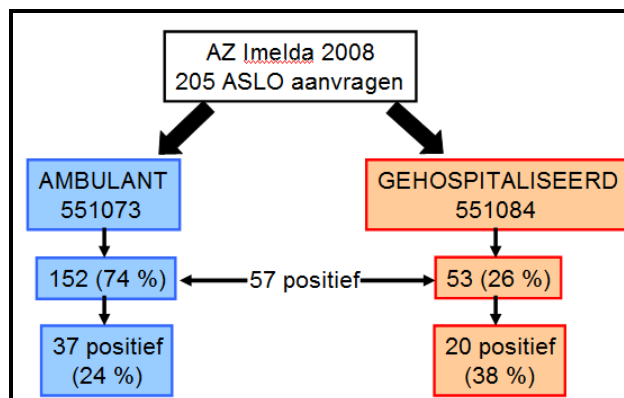 AZ Imelda 2008
205 ASLO aanvragen
AMBULANT
551073
GEHOSPITALISEERD
551084
152 (74 %)
57 positief
53 (26 %)
37 positief
(24 %)
20 positief
(38 %)